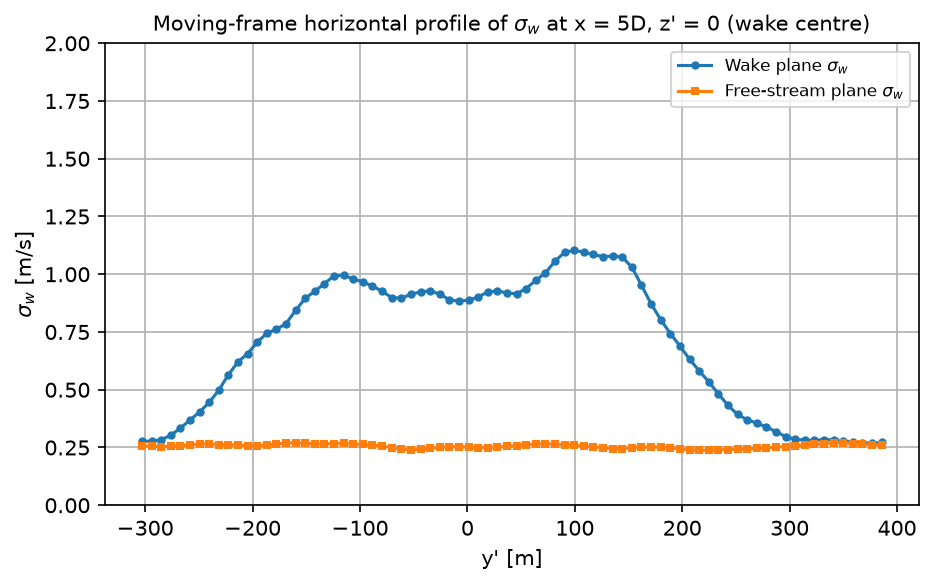 Moving-frame horizontal profile of σw at x = 5D, z' = 0 (wake centre)
Wake plane σw
Free-stream plane σw
σw [m/s]
2.00
1.75
1.50
1.25
1.00
0.75
0.50
0.25
0.00
−300 −200 −100 0 100 200 300 400
y' [m]